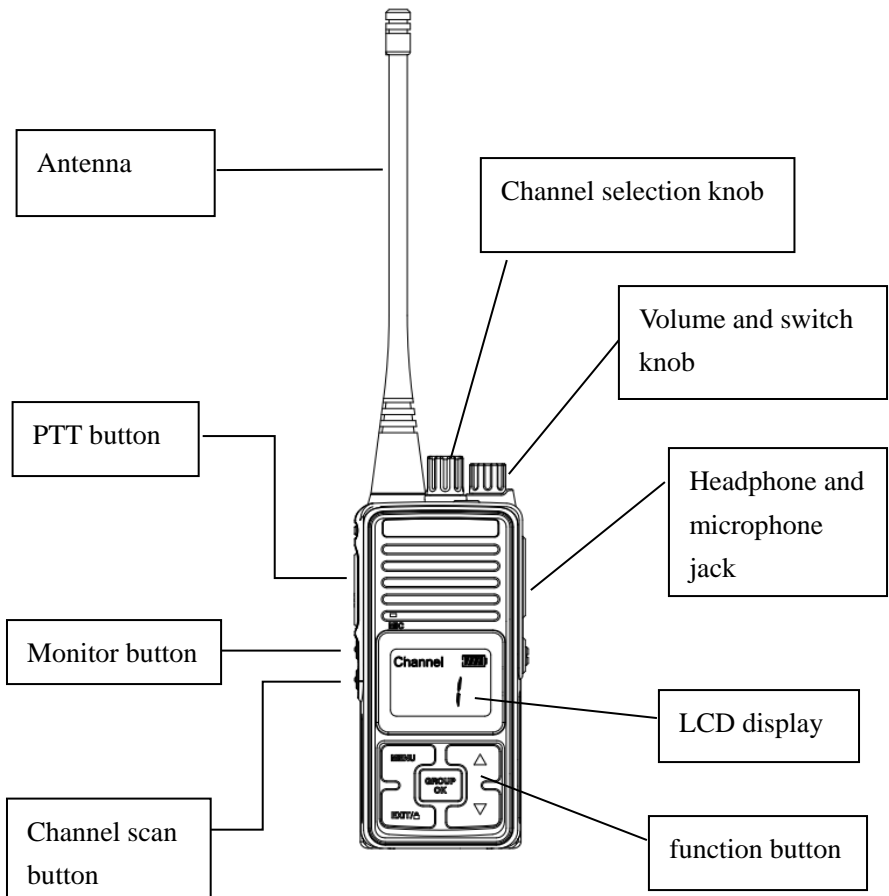 Antenna
Channel selection knob
Volume and switch
knob
PTT button
Headphone and
microphone
jack
MIC
Monitor button
Channel
1
LCD display
MENU
GROUP
OK
EXIT/
Channel scan
button
function button